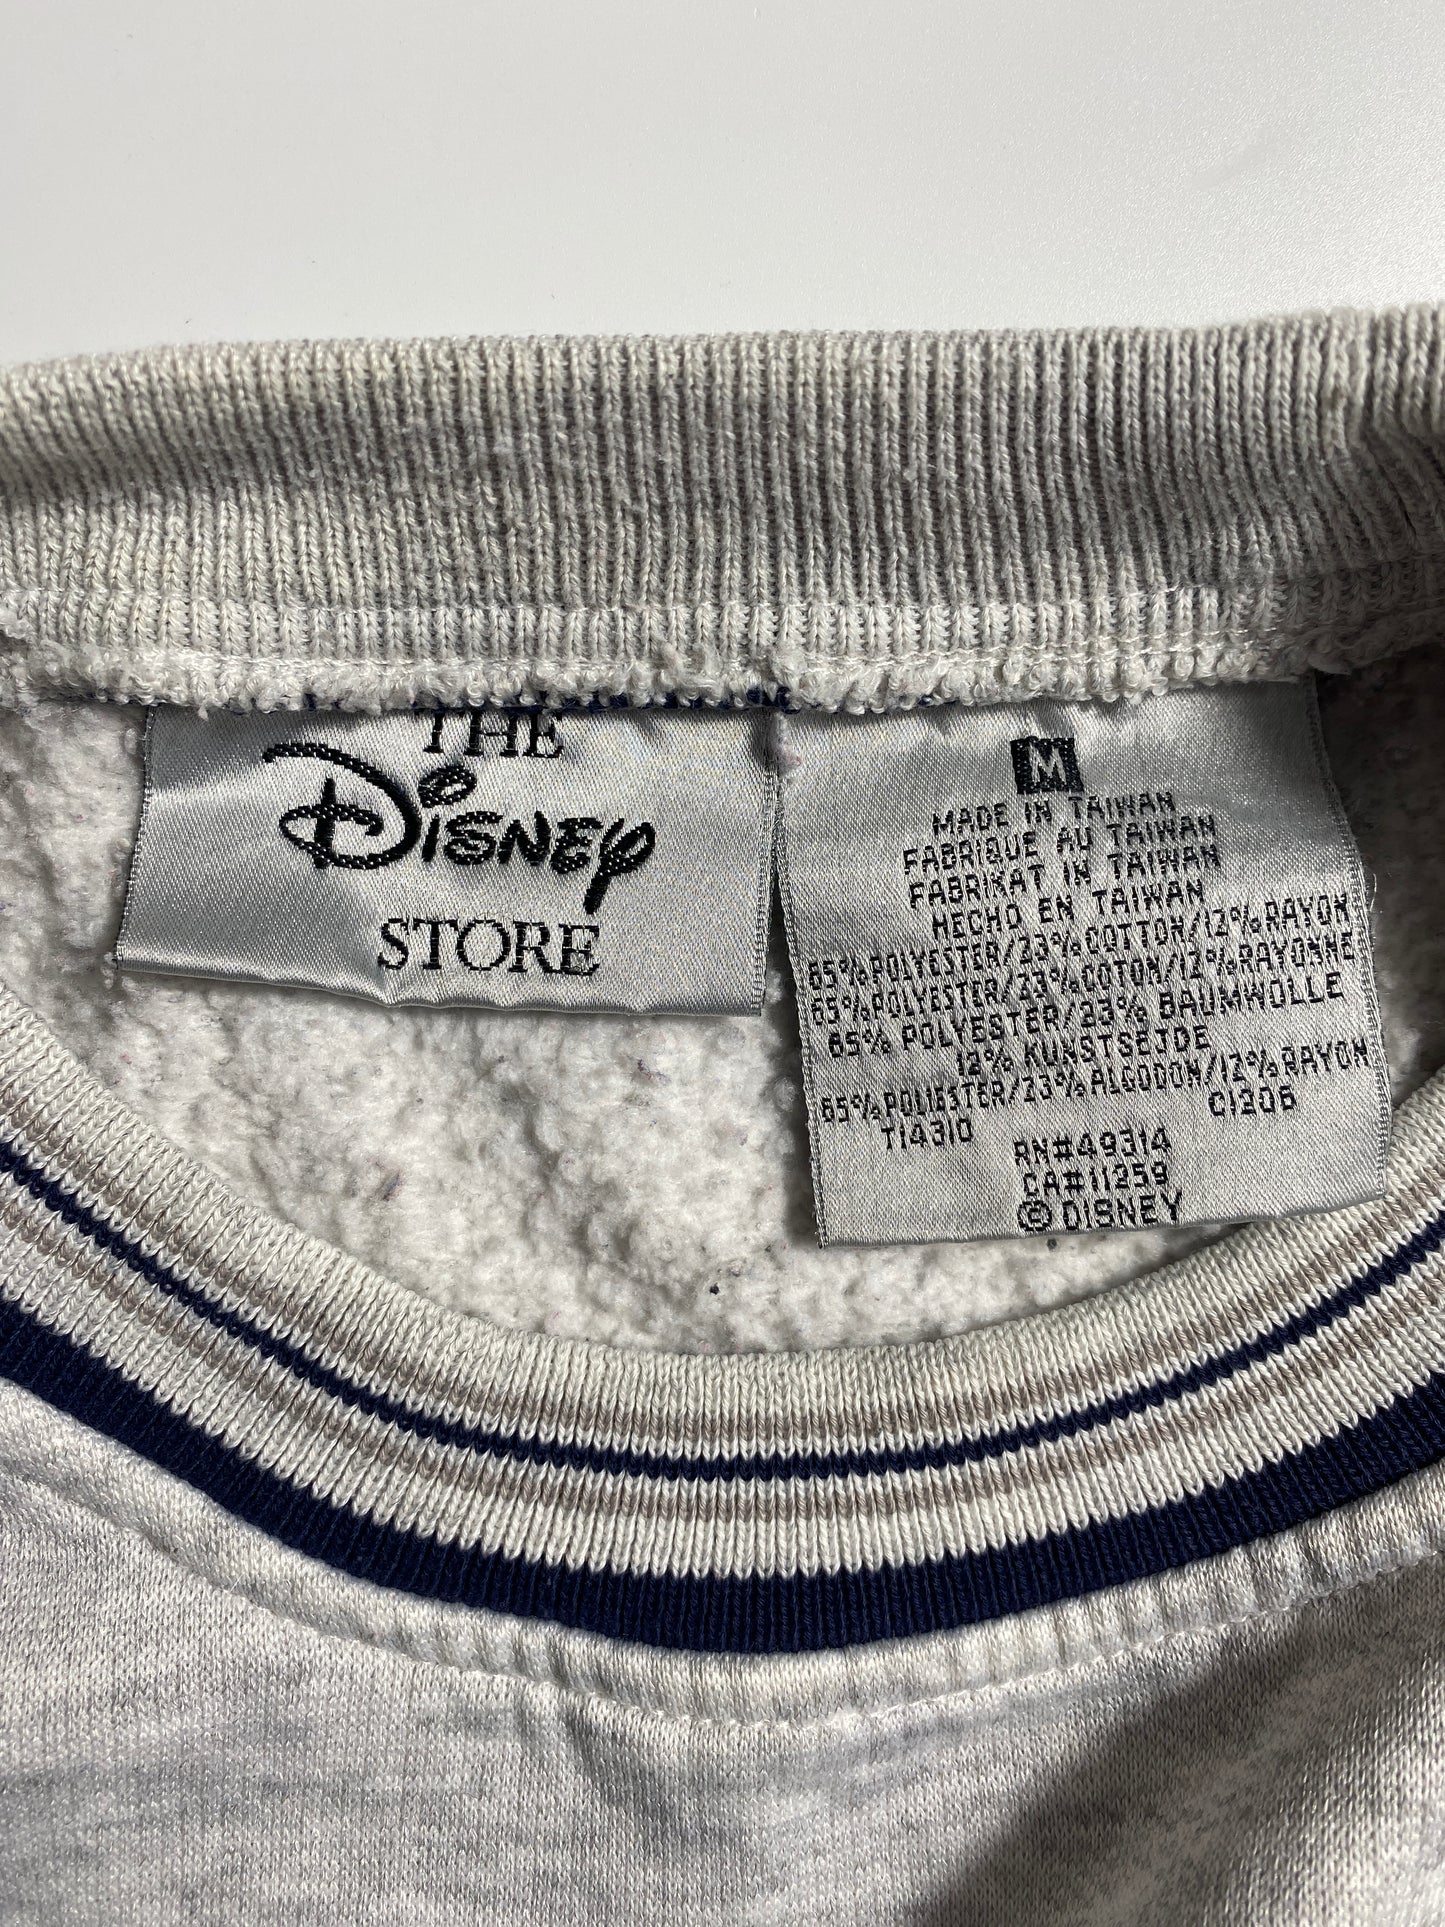 THE
Disney
STORE
M
MADE IN TAIWAN
FABRIQUE AU TAIWAN
FABRIKAT IN TAIWAN
HECHO EN TAIWAN
65% POLYESTER/23% COTTON/12% RAYON
65% POLYESTER/23% COTON/12% RAYONNE
65% POLYESTER/23% BAUMWOLLE
12% KUNSTSEJDE
65% POLIESTER/23% ALGODON/12% RAYON
T14310 C1206
RN#49314
CA#11259
© DISNEY